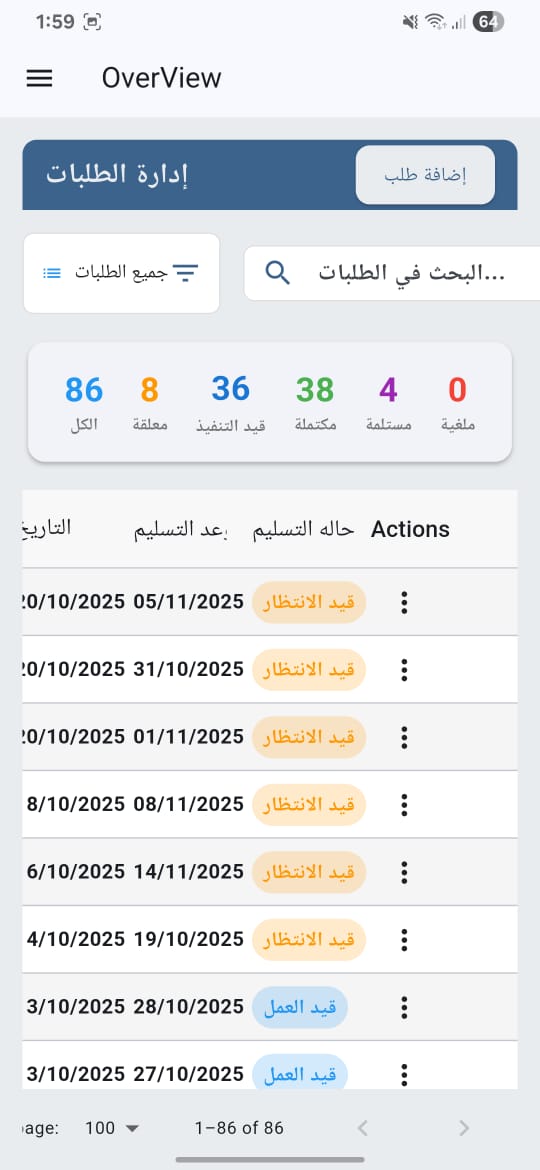 1:59 64
OverView
إدارة الطلبات إضافة طلب
جميع الطلبات البحث في الطلبات...
86 8 36 38 4 0
الكل معلقة قيد التنفيذ مكتملة مستلمة ملغية
التاريخ وعد التسليم حاله التسليم Actions
20/10/2025 05/11/2025 قيد الانتظار
20/10/2025 31/10/2025 قيد الانتظار
20/10/2025 01/11/2025 قيد الانتظار
8/10/2025 08/11/2025 قيد الانتظار
6/10/2025 14/11/2025 قيد الانتظار
4/10/2025 19/10/2025 قيد الانتظار
3/10/2025 28/10/2025 قيد العمل
3/10/2025 27/10/2025 قيد العمل
page: 100 1–86 of 86